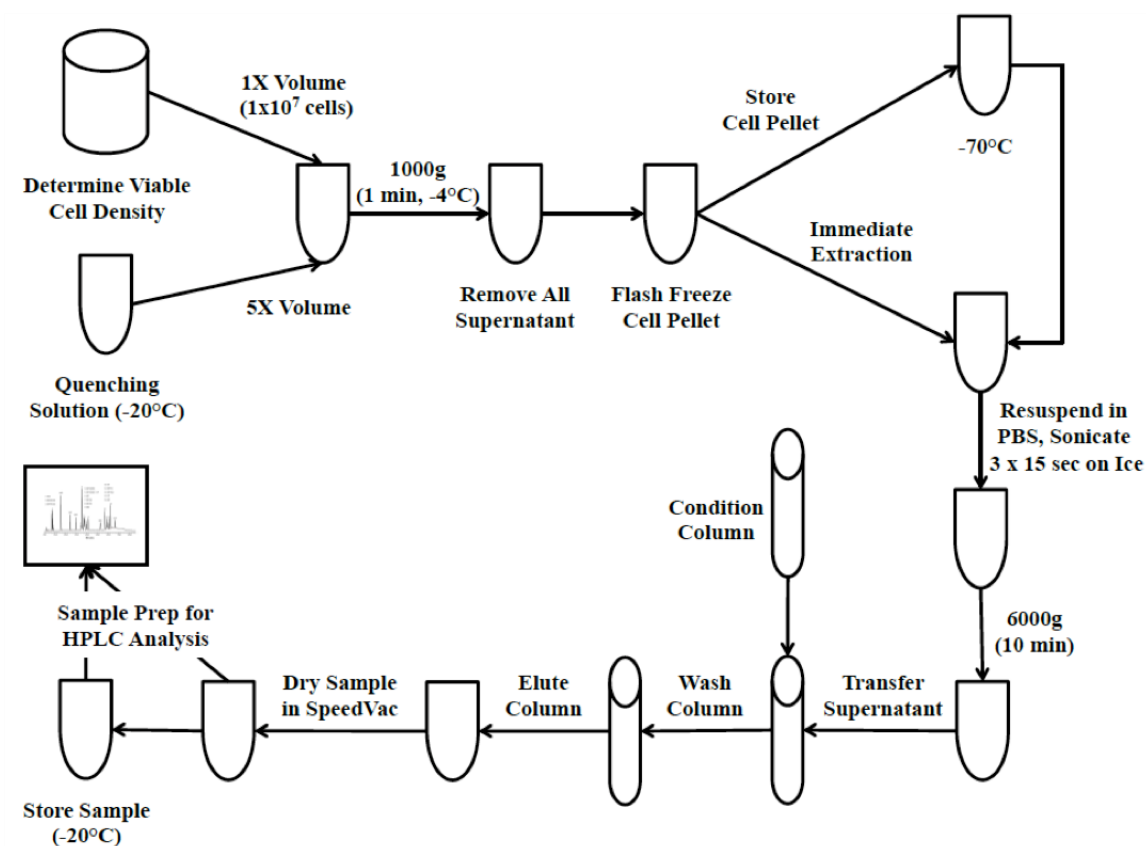 Determine Viable
Cell Density
1X Volume
(1x10⁷ cells)
Quenching
Solution (-20°C)
5X Volume
1000g
(1 min, -4°C)
Remove All
Supernatant
Flash Freeze
Cell Pellet
Store
Cell Pellet
-70°C
Immediate
Extraction
Resuspend in
PBS, Sonicate
3 x 15 sec on Ice
6000g
(10 min)
Transfer
Supernatant
Condition
Column
Wash
Column
Elute
Column
Dry Sample
in SpeedVac
Sample Prep for
HPLC Analysis
Store Sample
(-20°C)